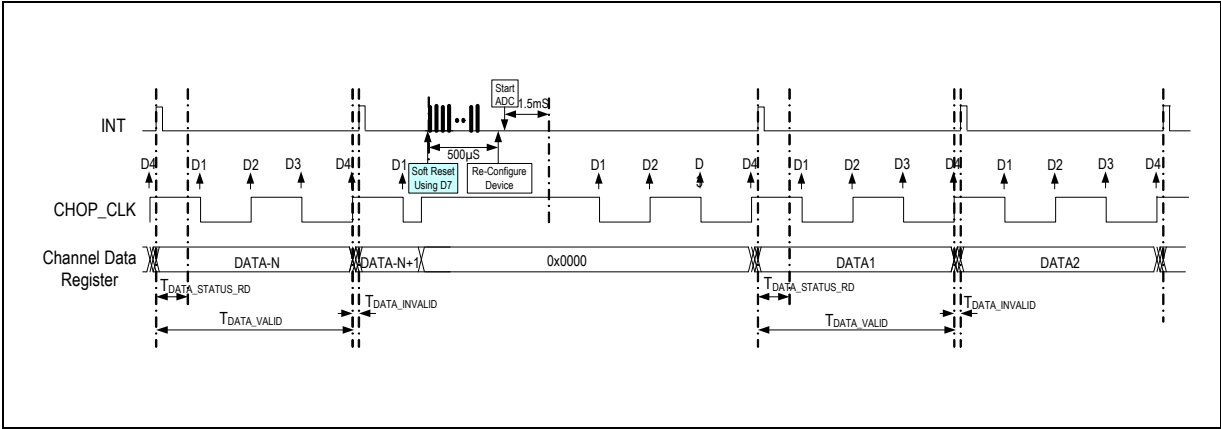 Start
ADC
1.5mS
INT
500µS
D4 D1 D2 D3 D4 D1 D1 D2 D D4 D1 D2 D3 D4 D1 D2 D3 D4
Soft Reset
Using D7
Re-Configure
Device
CHOP_CLK
Channel Data
Register
DATA-N DATA-N+1 0x0000 DATA1 DATA2
TDATA_STATUS_RD TDATA_INVALID TDATA_STATUS_RD TDATA_INVALID
TDATA_VALID TDATA_VALID